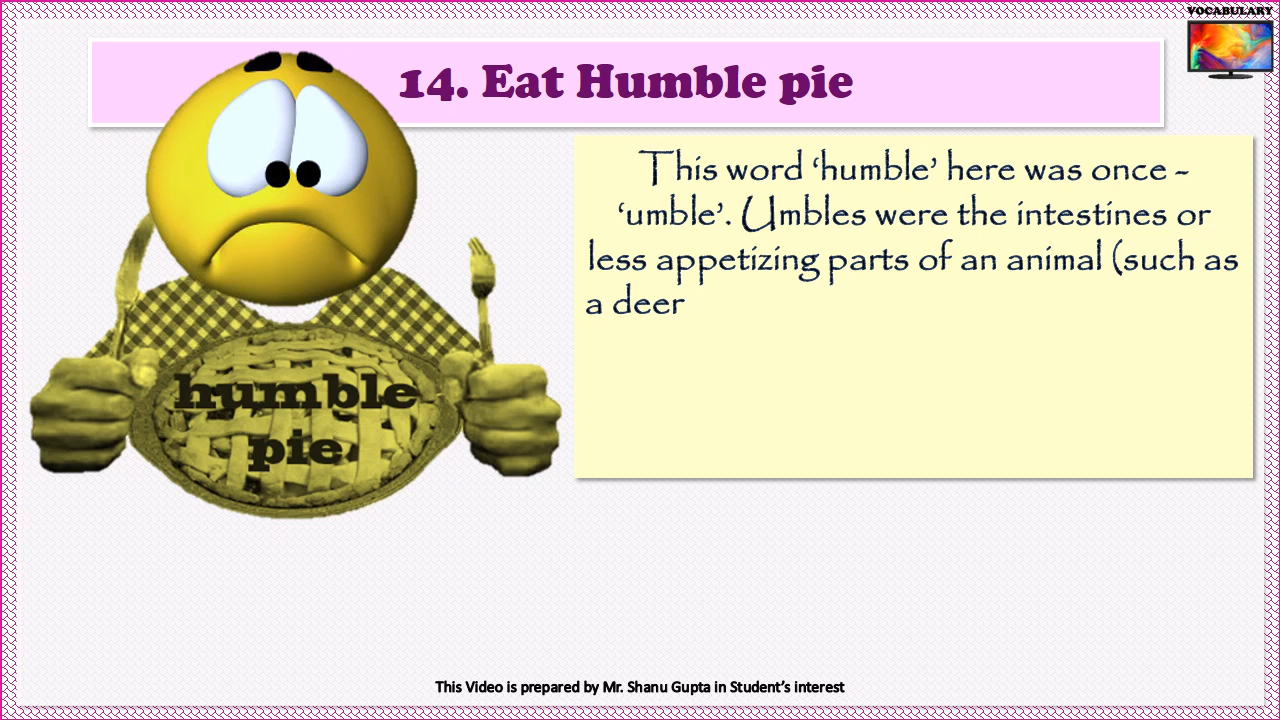 VOCABULARY
14. Eat Humble pie
This word ‘humble’ here was once -
‘umble’. Umbles were the intestines or
less appetizing parts of an animal (such as
a deer
humble
pie
This Video is prepared by Mr. Shanu Gupta in Student’s interest